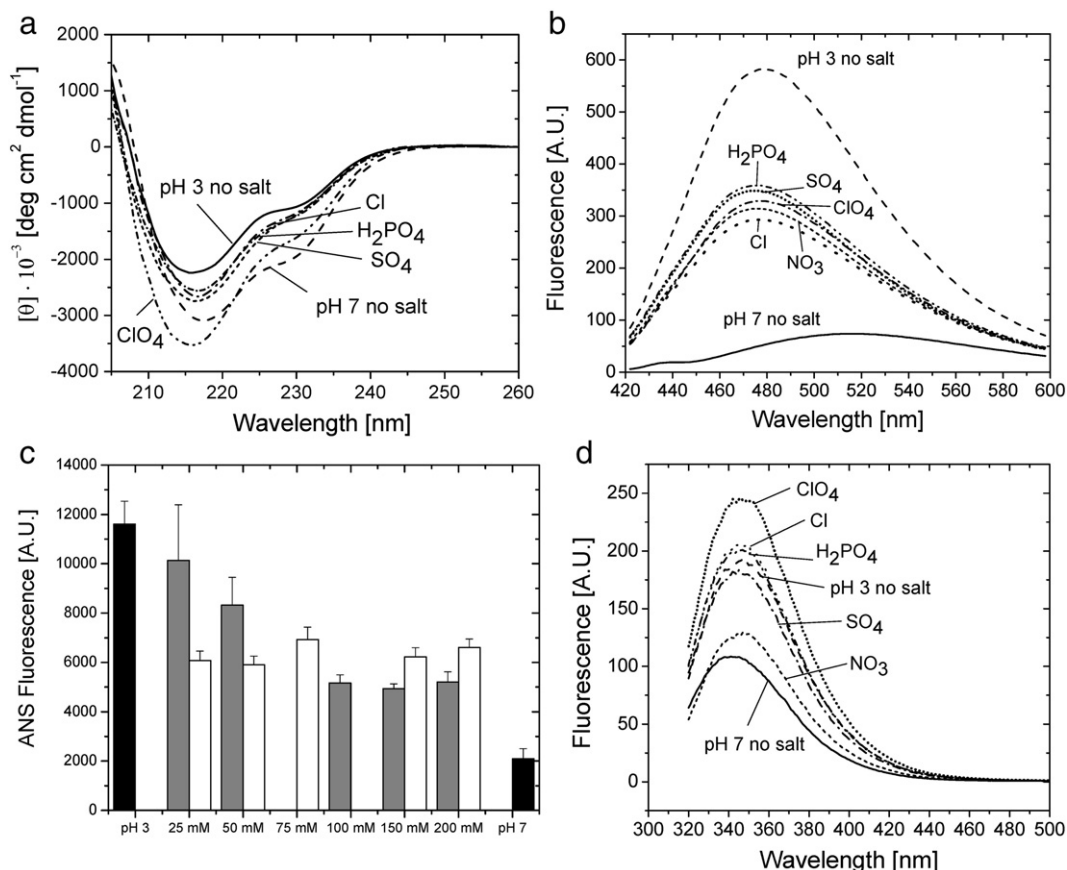 a
2000
1000
0
-1000
-2000
-3000
-4000
[θ] · 10⁻³ [deg cm² dmol⁻¹]
pH 3 no salt
Cl
H₂PO₄
SO₄
pH 7 no salt
ClO₄
210 220 230 240 250 260
Wavelength [nm]
b
600
500
400
300
200
100
0
Fluorescence [A.U.]
pH 3 no salt
H₂PO₄
SO₄
ClO₄
Cl
NO₃
pH 7 no salt
420 440 460 480 500 520 540 560 580 600
Wavelength [nm]
c
14000
12000
10000
8000
6000
4000
2000
0
ANS Fluorescence [A.U.]
pH 3 25 mM 50 mM 75 mM 100 mM 150 mM 200 mM pH 7
d
250
200
150
100
50
0
Fluorescence [A.U.]
ClO₄
Cl
H₂PO₄
pH 3 no salt
SO₄
NO₃
pH 7 no salt
300 320 340 360 380 400 420 440 460 480 500
Wavelength [nm]